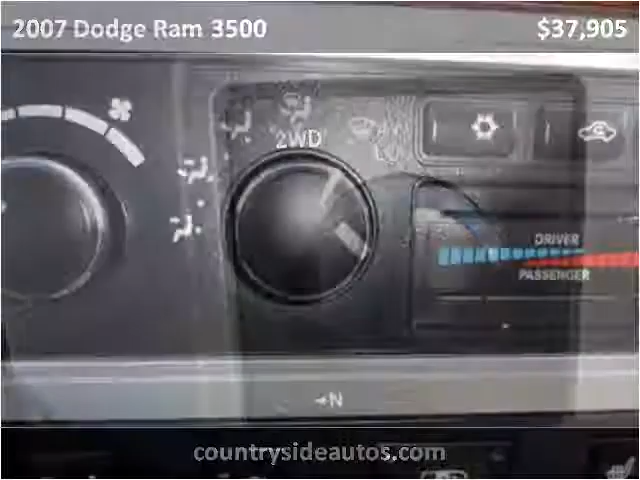 2007 Dodge Ram 3500
$37,905
2WD
DRIVER
PASSENGER
N
countrysideautos.com